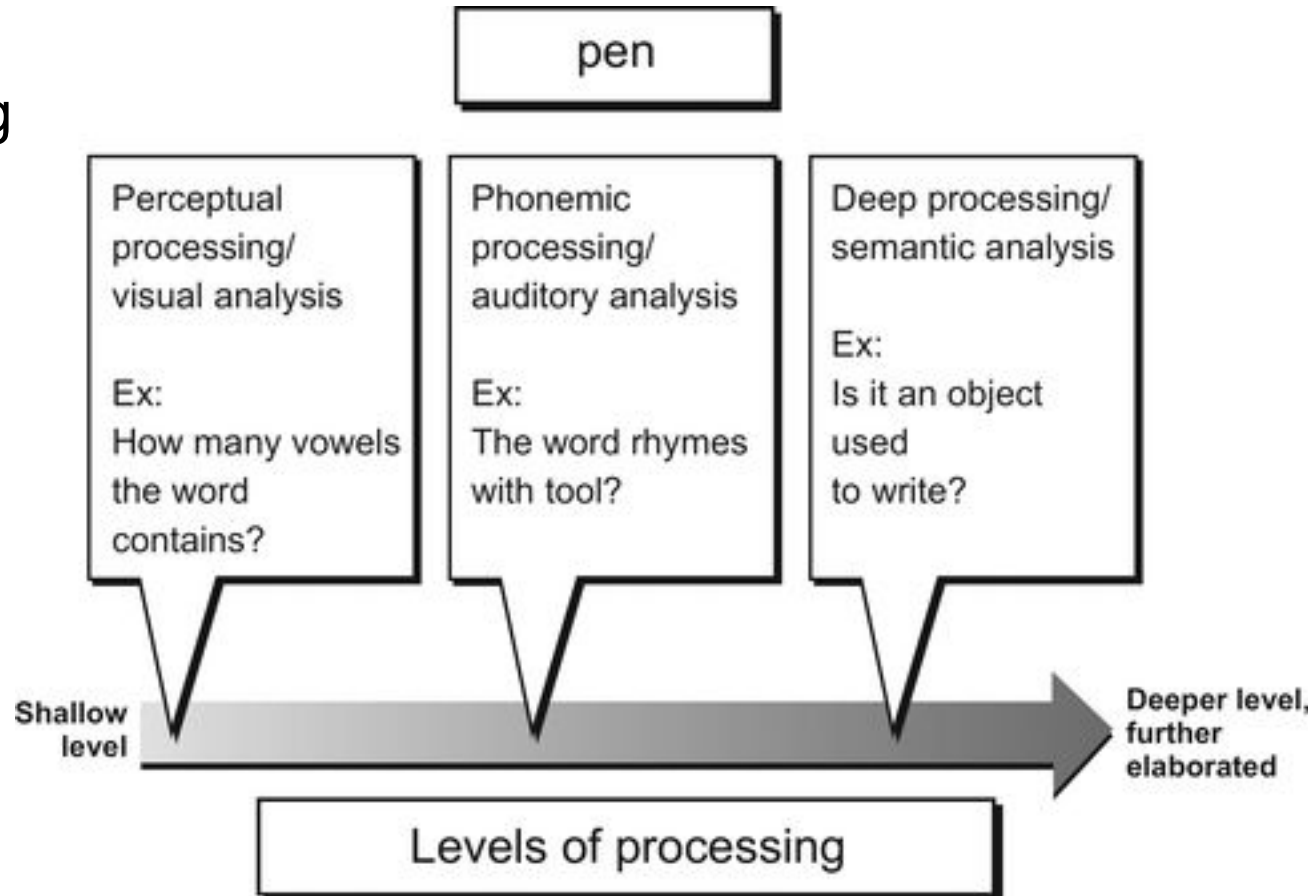 pen
g
Perceptual
processing/
visual analysis
Ex:
How many vowels
the word
contains?
Phonemic
processing/
auditory analysis
Ex:
The word rhymes
with tool?
Deep processing/
semantic analysis
Ex:
Is it an object
used
to write?
Shallow
level
Deeper level,
further
elaborated
Levels of processing